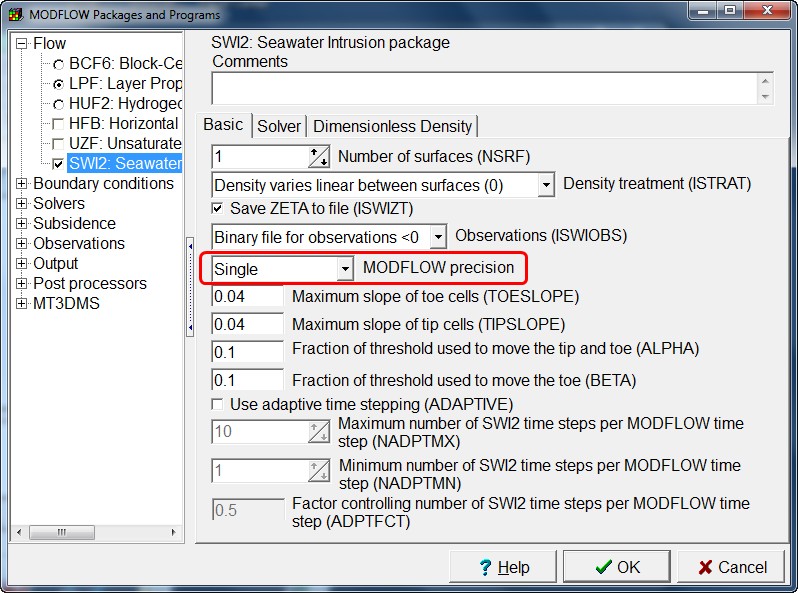 MODFLOW Packages and Programs
Flow
BCF6: Block-Ce
LPF: Layer Prop
HUF2: Hydrogeo
HFB: Horizontal
UZF: Unsaturate
SWI2: Seawater
Boundary conditions
Solvers
Subsidence
Observations
Output
Post processors
MT3DMS
SWI2: Seawater Intrusion package
Comments
Basic Solver Dimensionless Density
1 Number of surfaces (NSRF)
Density varies linear between surfaces (0) Density treatment (ISTRAT)
Save ZETA to file (ISWIZT)
Binary file for observations <0 Observations (ISWIOBS)
Single MODFLOW precision
0.04 Maximum slope of toe cells (TOESLOPE)
0.04 Maximum slope of tip cells (TIPSLOPE)
0.1 Fraction of threshold used to move the tip and toe (ALPHA)
0.1 Fraction of threshold used to move the toe (BETA)
Use adaptive time stepping (ADAPTIVE)
10 Maximum number of SWI2 time steps per MODFLOW time
step (NADPTMX)
1 Minimum number of SWI2 time steps per MODFLOW time
step (NADPTMN)
0.5 Factor controlling number of SWI2 time steps per MODFLOW time
step (ADPTFCT)
Help OK Cancel